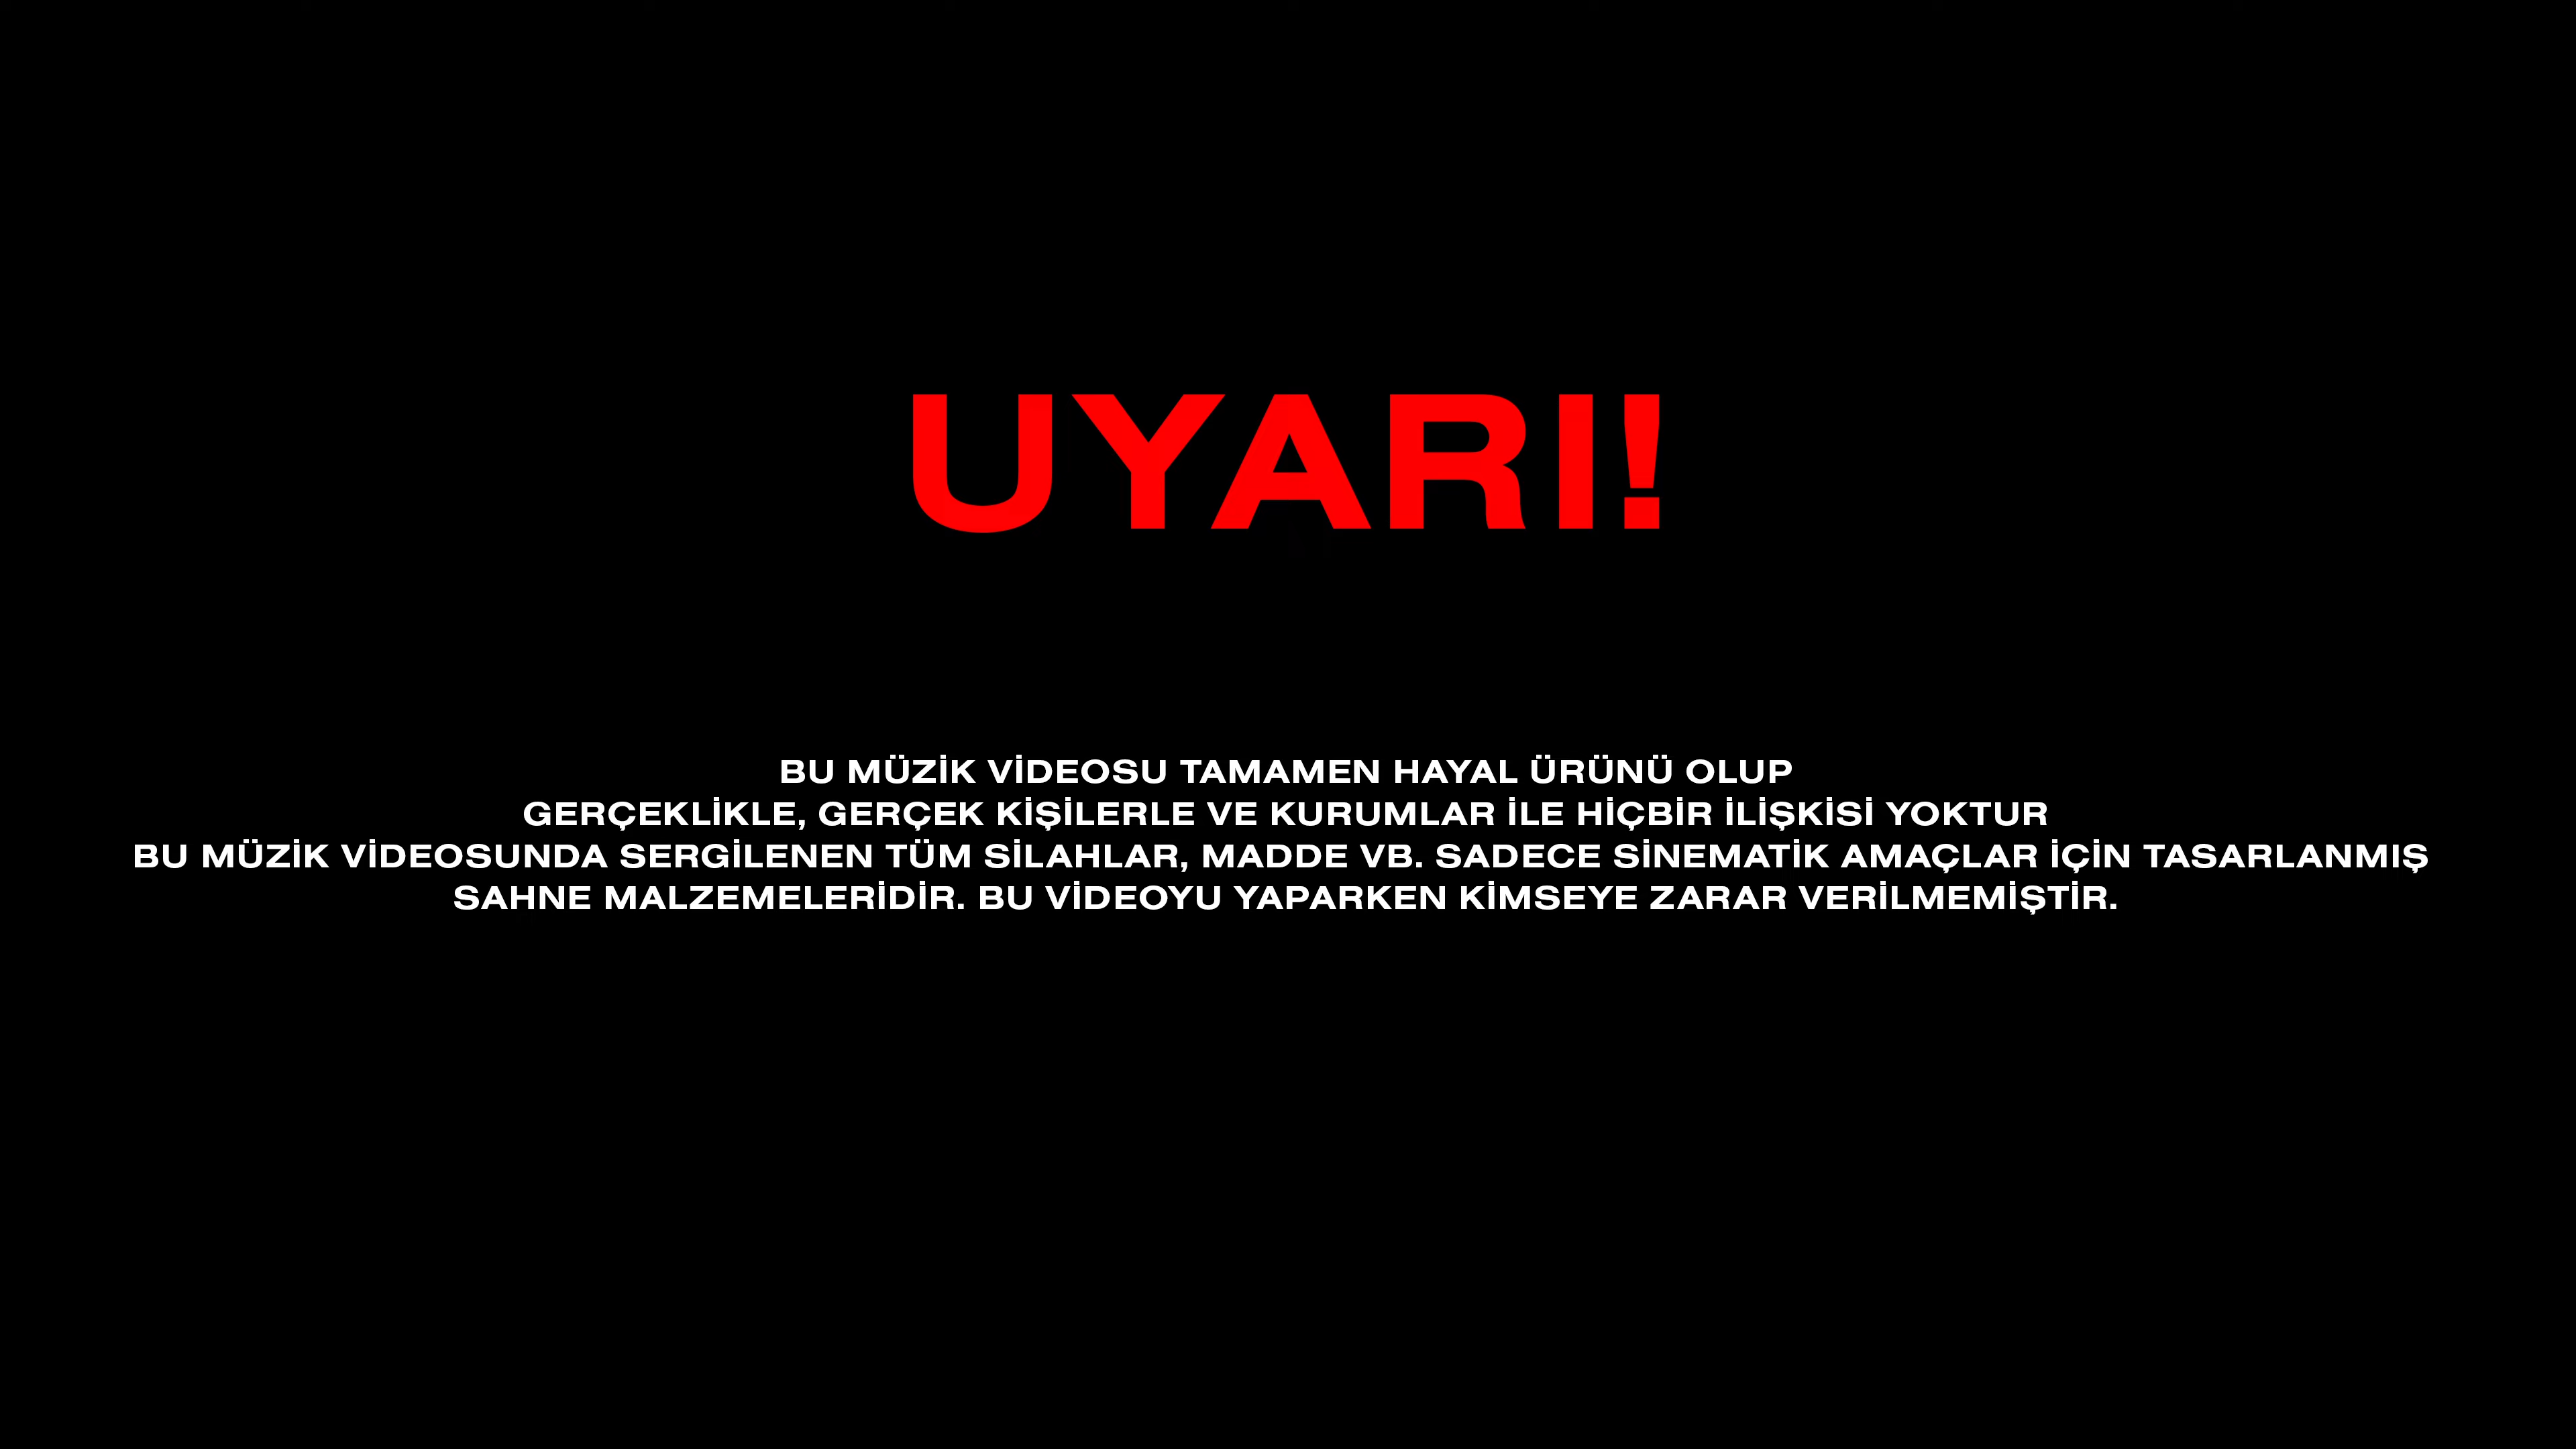 UYARI!
BU MÜZİK VİDEOSU TAMAMEN HAYAL ÜRÜNÜ OLUP
GERÇEKLİKLE, GERÇEK KİŞİLERLE VE KURUMLAR İLE HİÇBİR İLİŞKİSİ YOKTUR
BU MÜZİK VİDEOSUNDA SERGİLENEN TÜM SİLAHLAR, MADDE VB. SADECE SİNEMATİK AMAÇLAR İÇİN TASARLANMIŞ
SAHNE MALZEMELERİDİR. BU VİDEOYU YAPARKEN KİMSEYE ZARAR VERİLMEMİŞTİR.